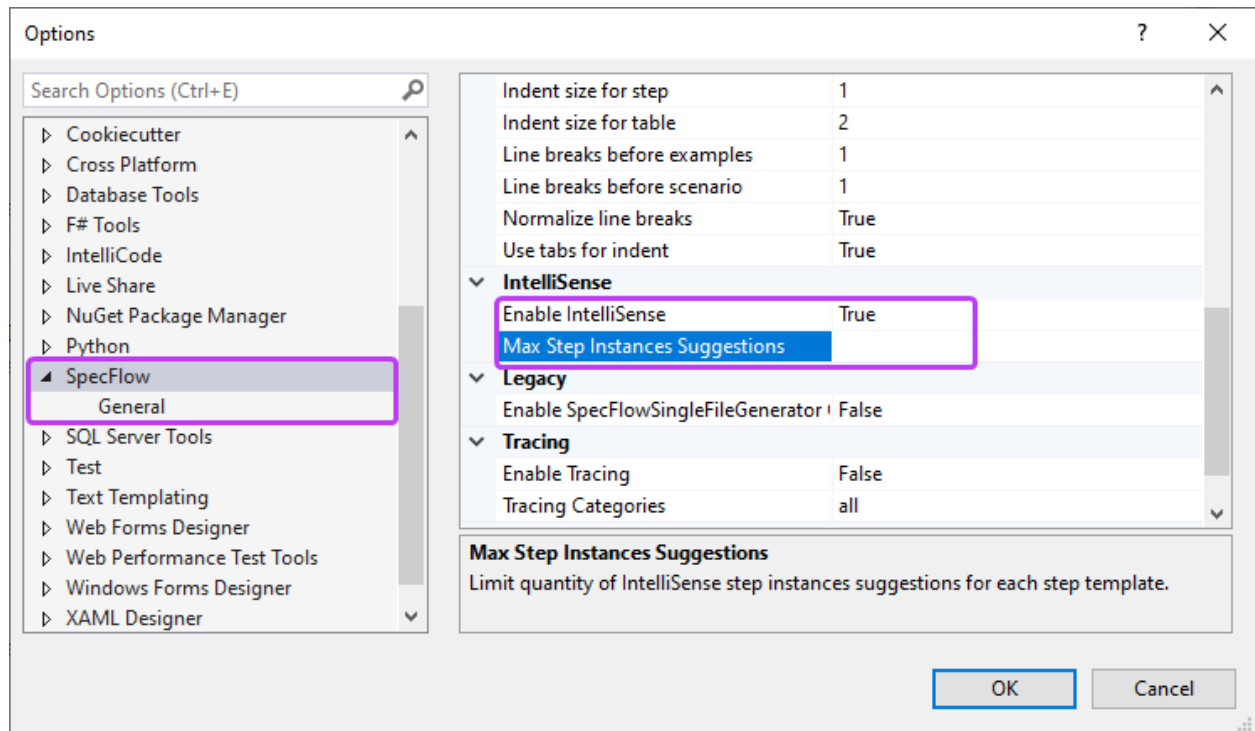 Options
?
Search Options (Ctrl+E)
Cookiecutter
Cross Platform
Database Tools
F# Tools
IntelliCode
Live Share
NuGet Package Manager
Python
SpecFlow
General
SQL Server Tools
Test
Text Templating
Web Forms Designer
Web Performance Test Tools
Windows Forms Designer
XAML Designer
Indent size for step 1
Indent size for table 2
Line breaks before examples 1
Line breaks before scenario 1
Normalize line breaks True
Use tabs for indent True
IntelliSense
Enable IntelliSense True
Max Step Instances Suggestions
Legacy
Enable SpecFlowSingleFileGenerator False
Tracing
Enable Tracing False
Tracing Categories all
Max Step Instances Suggestions
Limit quantity of IntelliSense step instances suggestions for each step template.
OK Cancel